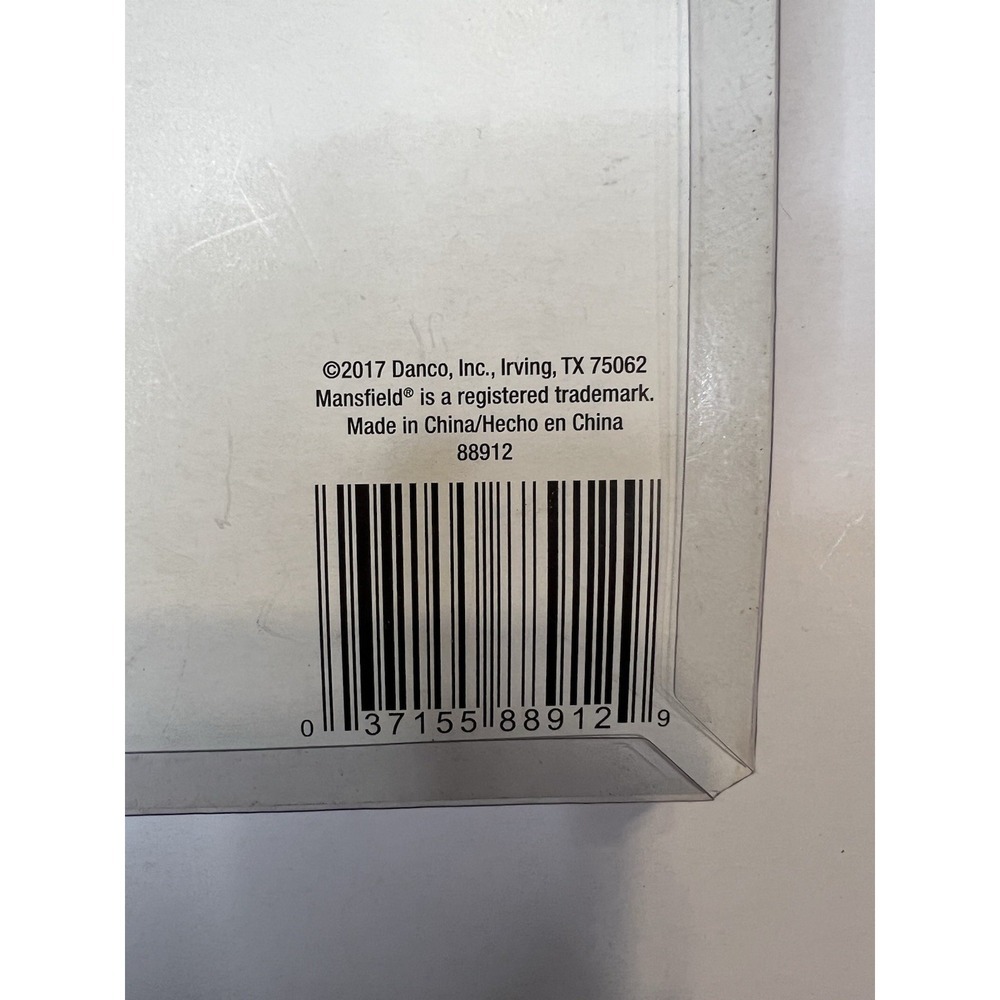 ©2017 Danco, Inc., Irving, TX 75062
Mansfield® is a registered trademark.
Made in China/Hecho en China
88912
0 37155 88912 9